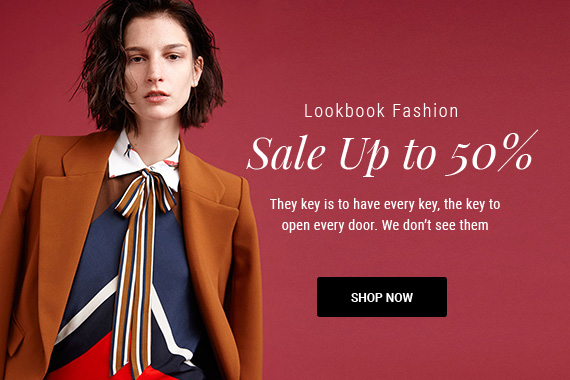 Lookbook Fashion
Sale Up to 50%
They key is to have every key, the key to
open every door. We don't see them
SHOP NOW